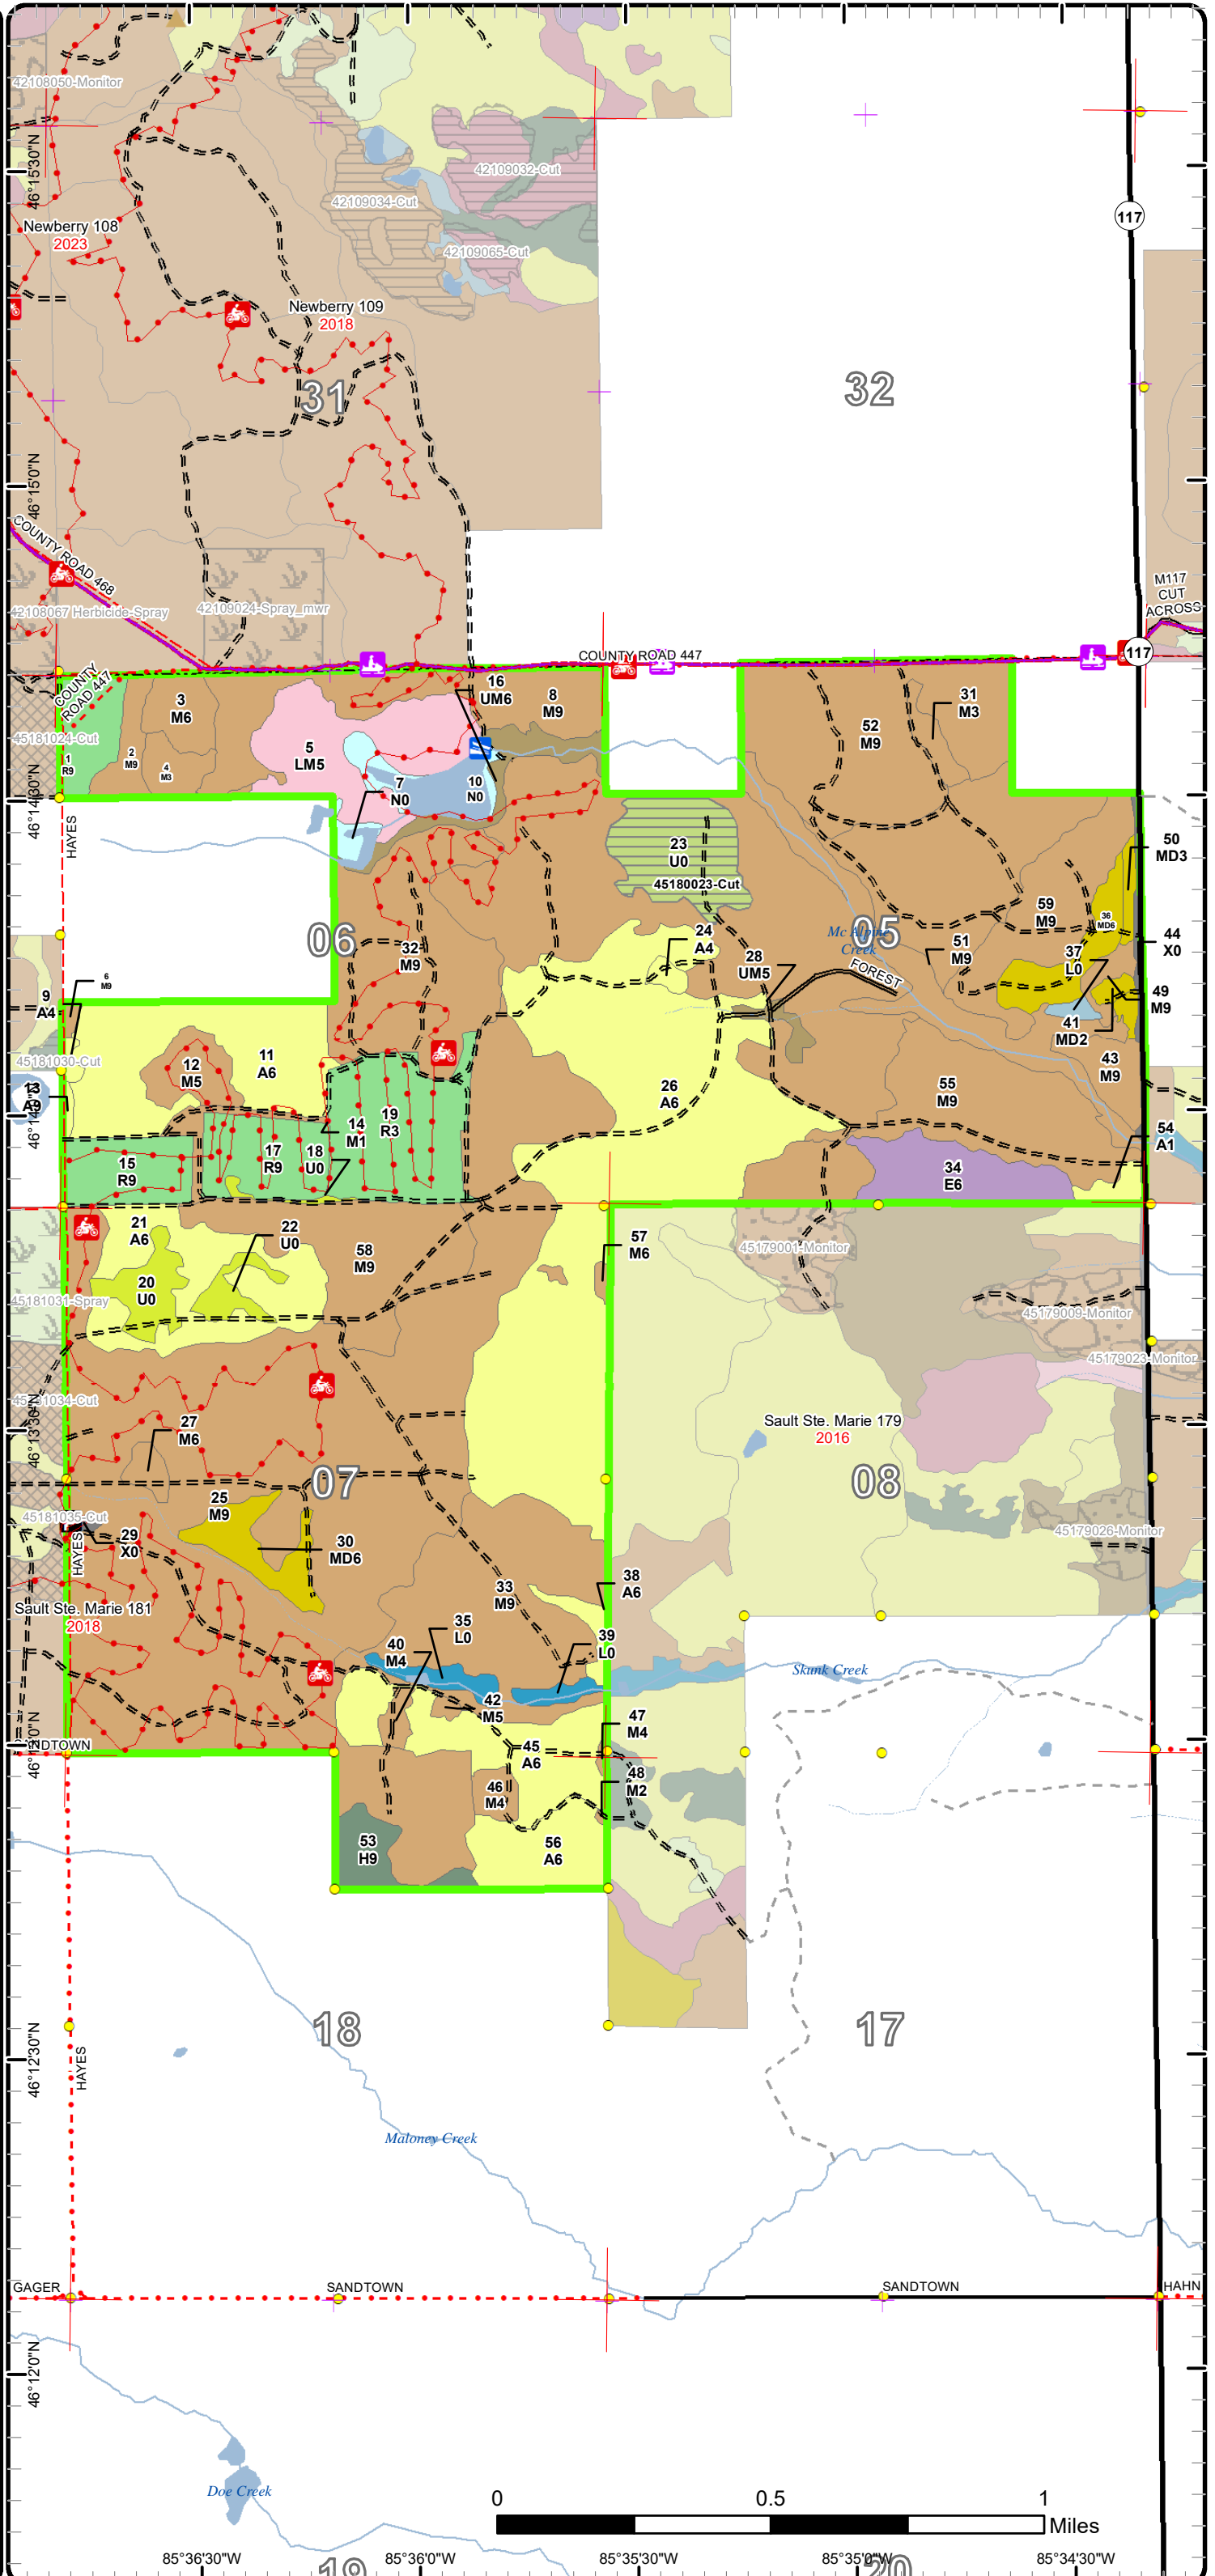 42108050-Monitor
46°15'30"N
42109032-Cut
42109034-Cut
117
Newberry 108
2023
42109065-Cut
Newberry 109
2018
31
32
46°15'0"N
COUNTY ROAD 468
M117
CUT
ACROSS
42108067 Herbicide-Spray
42109024-Spray_mwr
COUNTY ROAD 447
117
COUNTY
ROAD 447
3
M6
16
UM6
8
M9
31
M3
52
M9
45181024-Cut
1
R9
2
M9
4
M3
5
LM5
7
N0
10
N0
46°14'30"N
HAYES
23
U0
45180023-Cut
50
MD3
59
M9
36
MD6
06
05
Mc Alpine
Creek
24
A4
32
M9
28
UM5
51
M9
37
L0
44
X0
FOREST
6
M9
9
A4
49
M9
41
MD2
45181030-Cut
12
M5
11
A6
43
M9
13
A9
26
A6
55
M9
14
M1
19
R3
54
A1
15
R9
17
R9
18
U0
34
E6
21
A6
22
U0
57
M6
45179001-Monitor
58
M9
20
U0
45181031-Spray
45179009-Monitor
45179023-Monitor
46°13'30"N
27
M6
Sault Ste. Marie 179
2016
07
08
25
M9
45181035-Cut
HAYES
29
X0
30
MD6
45179026-Monitor
33
M9
38
A6
Sault Ste. Marie 181
2018
35
L0
40
M4
39
L0
Skunk Creek
42
M5
47
M4
45
A6
46
M4
48
M2
53
H9
56
A6
18
17
46°12'30"N
HAYES
Maloney Creek
GAGER
SANDTOWN
SANDTOWN
HAHN
46°12'0"N
Doe Creek
0
0.5
1
Miles
85°36'30"W
85°36'0"W
85°35'30"W
85°35'0"W
85°34'30"W